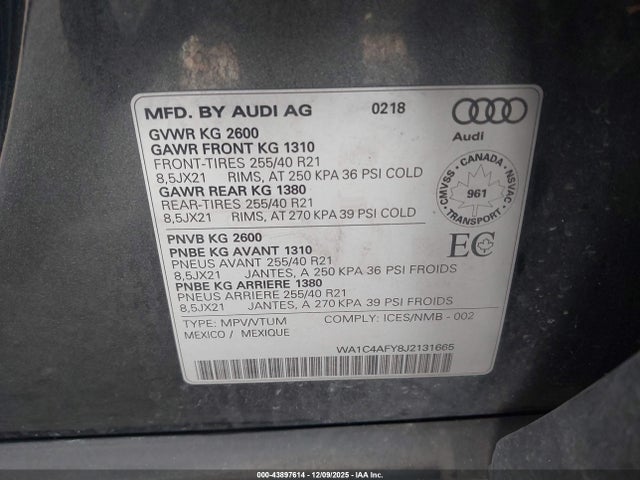 MFD. BY AUDI AG 0218
Audi
GVWR KG 2600
GAWR FRONT KG 1310
FRONT-TIRES 255/40 R21
8,5JX21 RIMS, AT 250 KPA 36 PSI COLD
GAWR REAR KG 1380
REAR-TIRES 255/40 R21
8,5JX21 RIMS, AT 270 KPA 39 PSI COLD
CMVSS - CANADA - NSVAC
961
TRANSPORT
PNVB KG 2600
PNBE KG AVANT 1310
PNEUS AVANT 255/40 R21
8,5JX21 JANTES, A 250 KPA 36 PSI FROIDS
PNBE KG ARRIERE 1380
PNEUS ARRIERE 255/40 R21
8,5JX21 JANTES, A 270 KPA 39 PSI FROIDS
EC
TYPE: MPV/VTUM COMPLY: ICES/NMB - 002
MEXICO / MEXIQUE
WA1C4AFY8J2131665
000-43897614 - 12/09/2025 - IAA Inc.